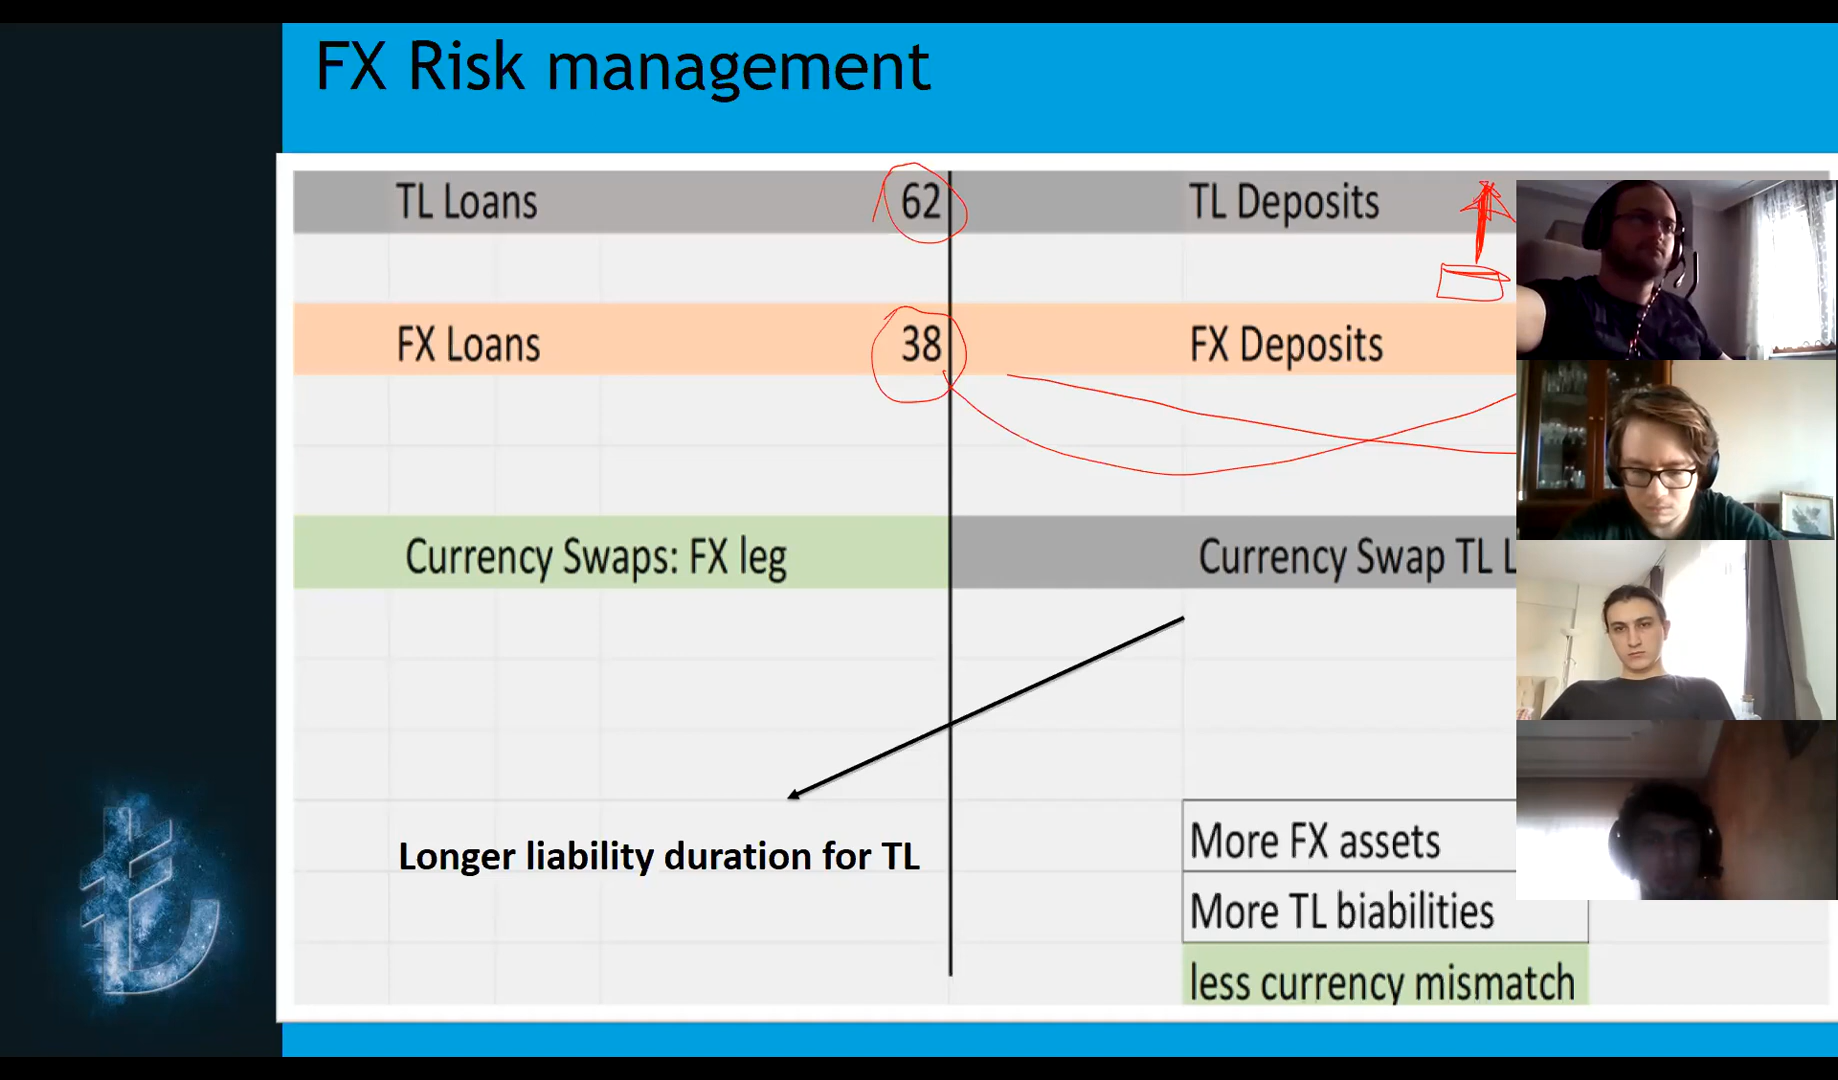 FX Risk management
TL Loans 62 TL Deposits
FX Loans 38 FX Deposits
Currency Swaps: FX leg Currency Swap TL L
Longer liability duration for TL
More FX assets
More TL biabilities
less currency mismatch